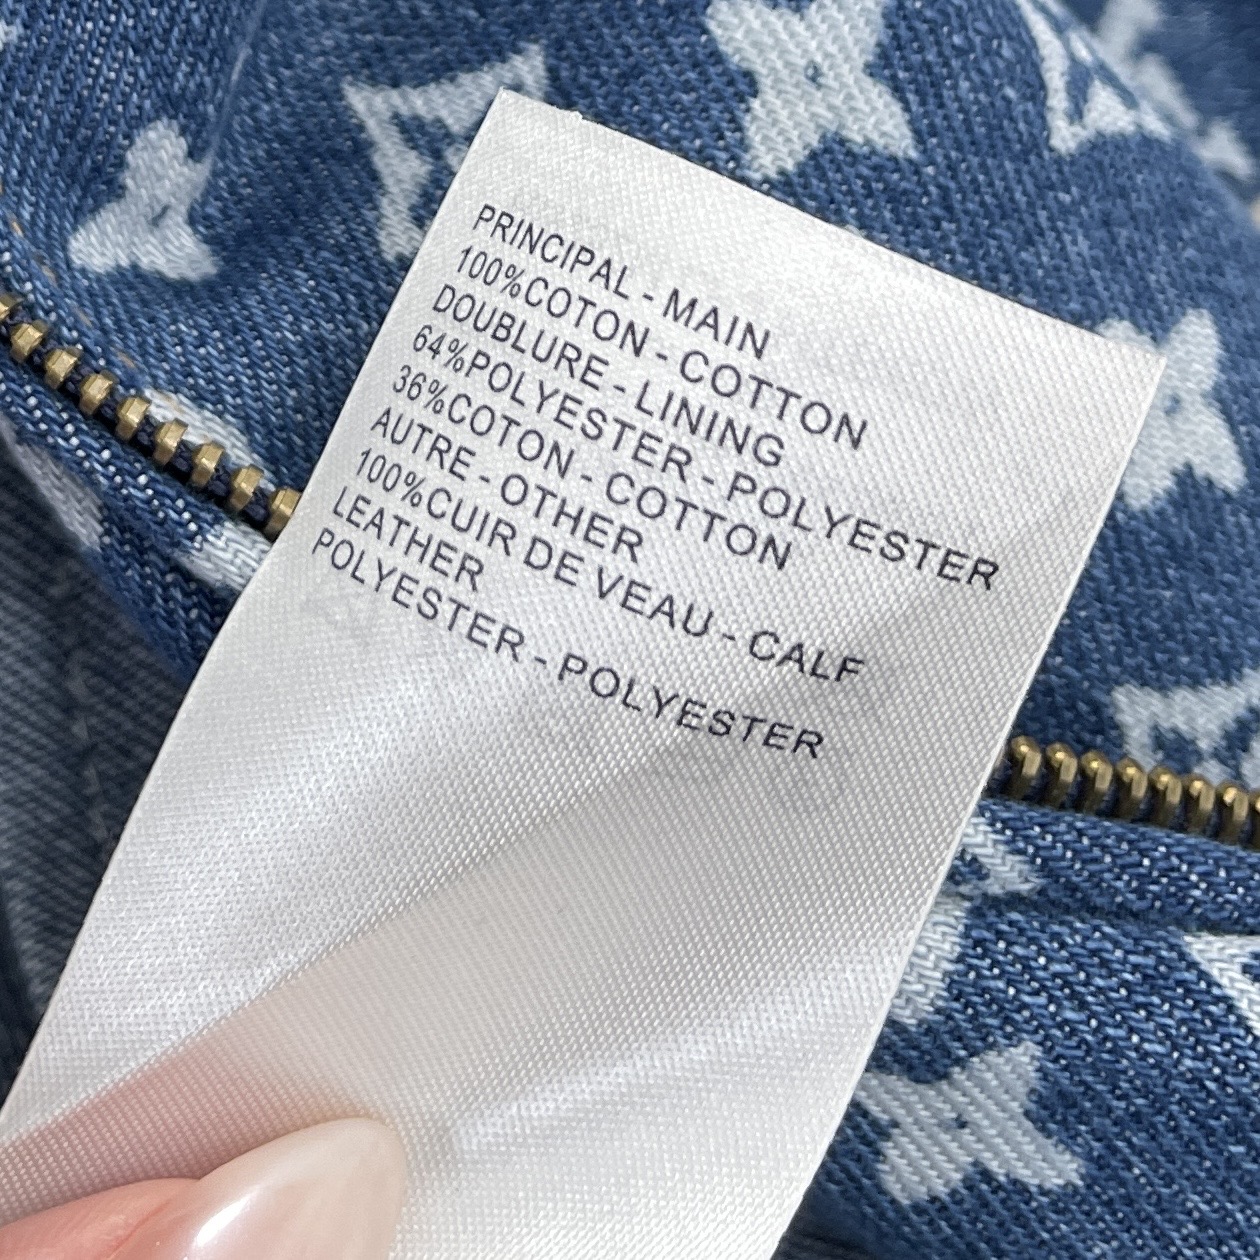 PRINCIPAL - MAIN
100%COTON - COTTON
DOUBLURE - LINING
64%POLYESTER - POLYESTER
36%COTON - COTTON
AUTRE - OTHER
100%CUIR DE VEAU - CALF
LEATHER
POLYESTER - POLYESTER